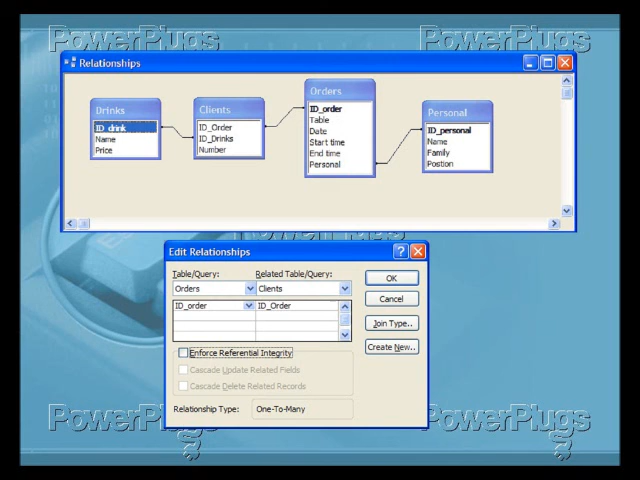 PowerPlugs PowerPlugs
Relationships
Drinks
ID_drink
Name
Price
Clients
ID_Order
ID_Drinks
Number
Orders
ID_order
Table
Date
Start time
End time
Personal
Personal
ID_personal
Name
Family
Postion
PowerPlugs
Edit Relationships
Table/Query: Related Table/Query:
Orders Clients
ID_order ID_Order
Enforce Referential Integrity
Cascade Update Related Fields
Cascade Delete Related Records
Relationship Type: One-To-Many
OK
Cancel
Join Type..
Create New..
PowerPlugs PowerPlugs